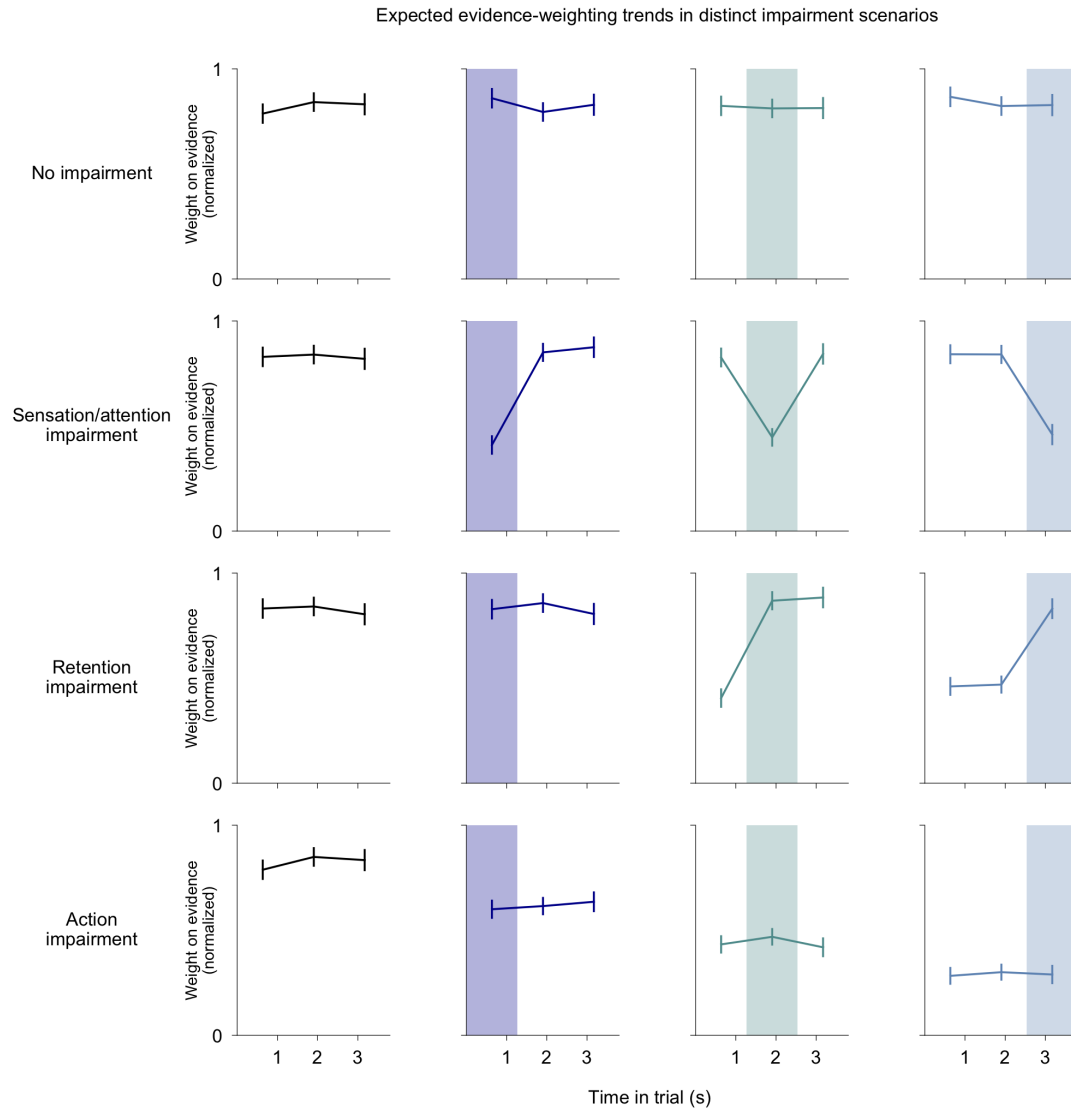 Expected evidence-weighting trends in distinct impairment scenarios
No impairment
Weight on evidence
(normalized)
1
0
Sensation/attention
impairment
Weight on evidence
(normalized)
1
0
Retention
impairment
Weight on evidence
(normalized)
1
0
Action
impairment
Weight on evidence
(normalized)
1
0
1 2 3 1 2 3 1 2 3 1 2 3
Time in trial (s)